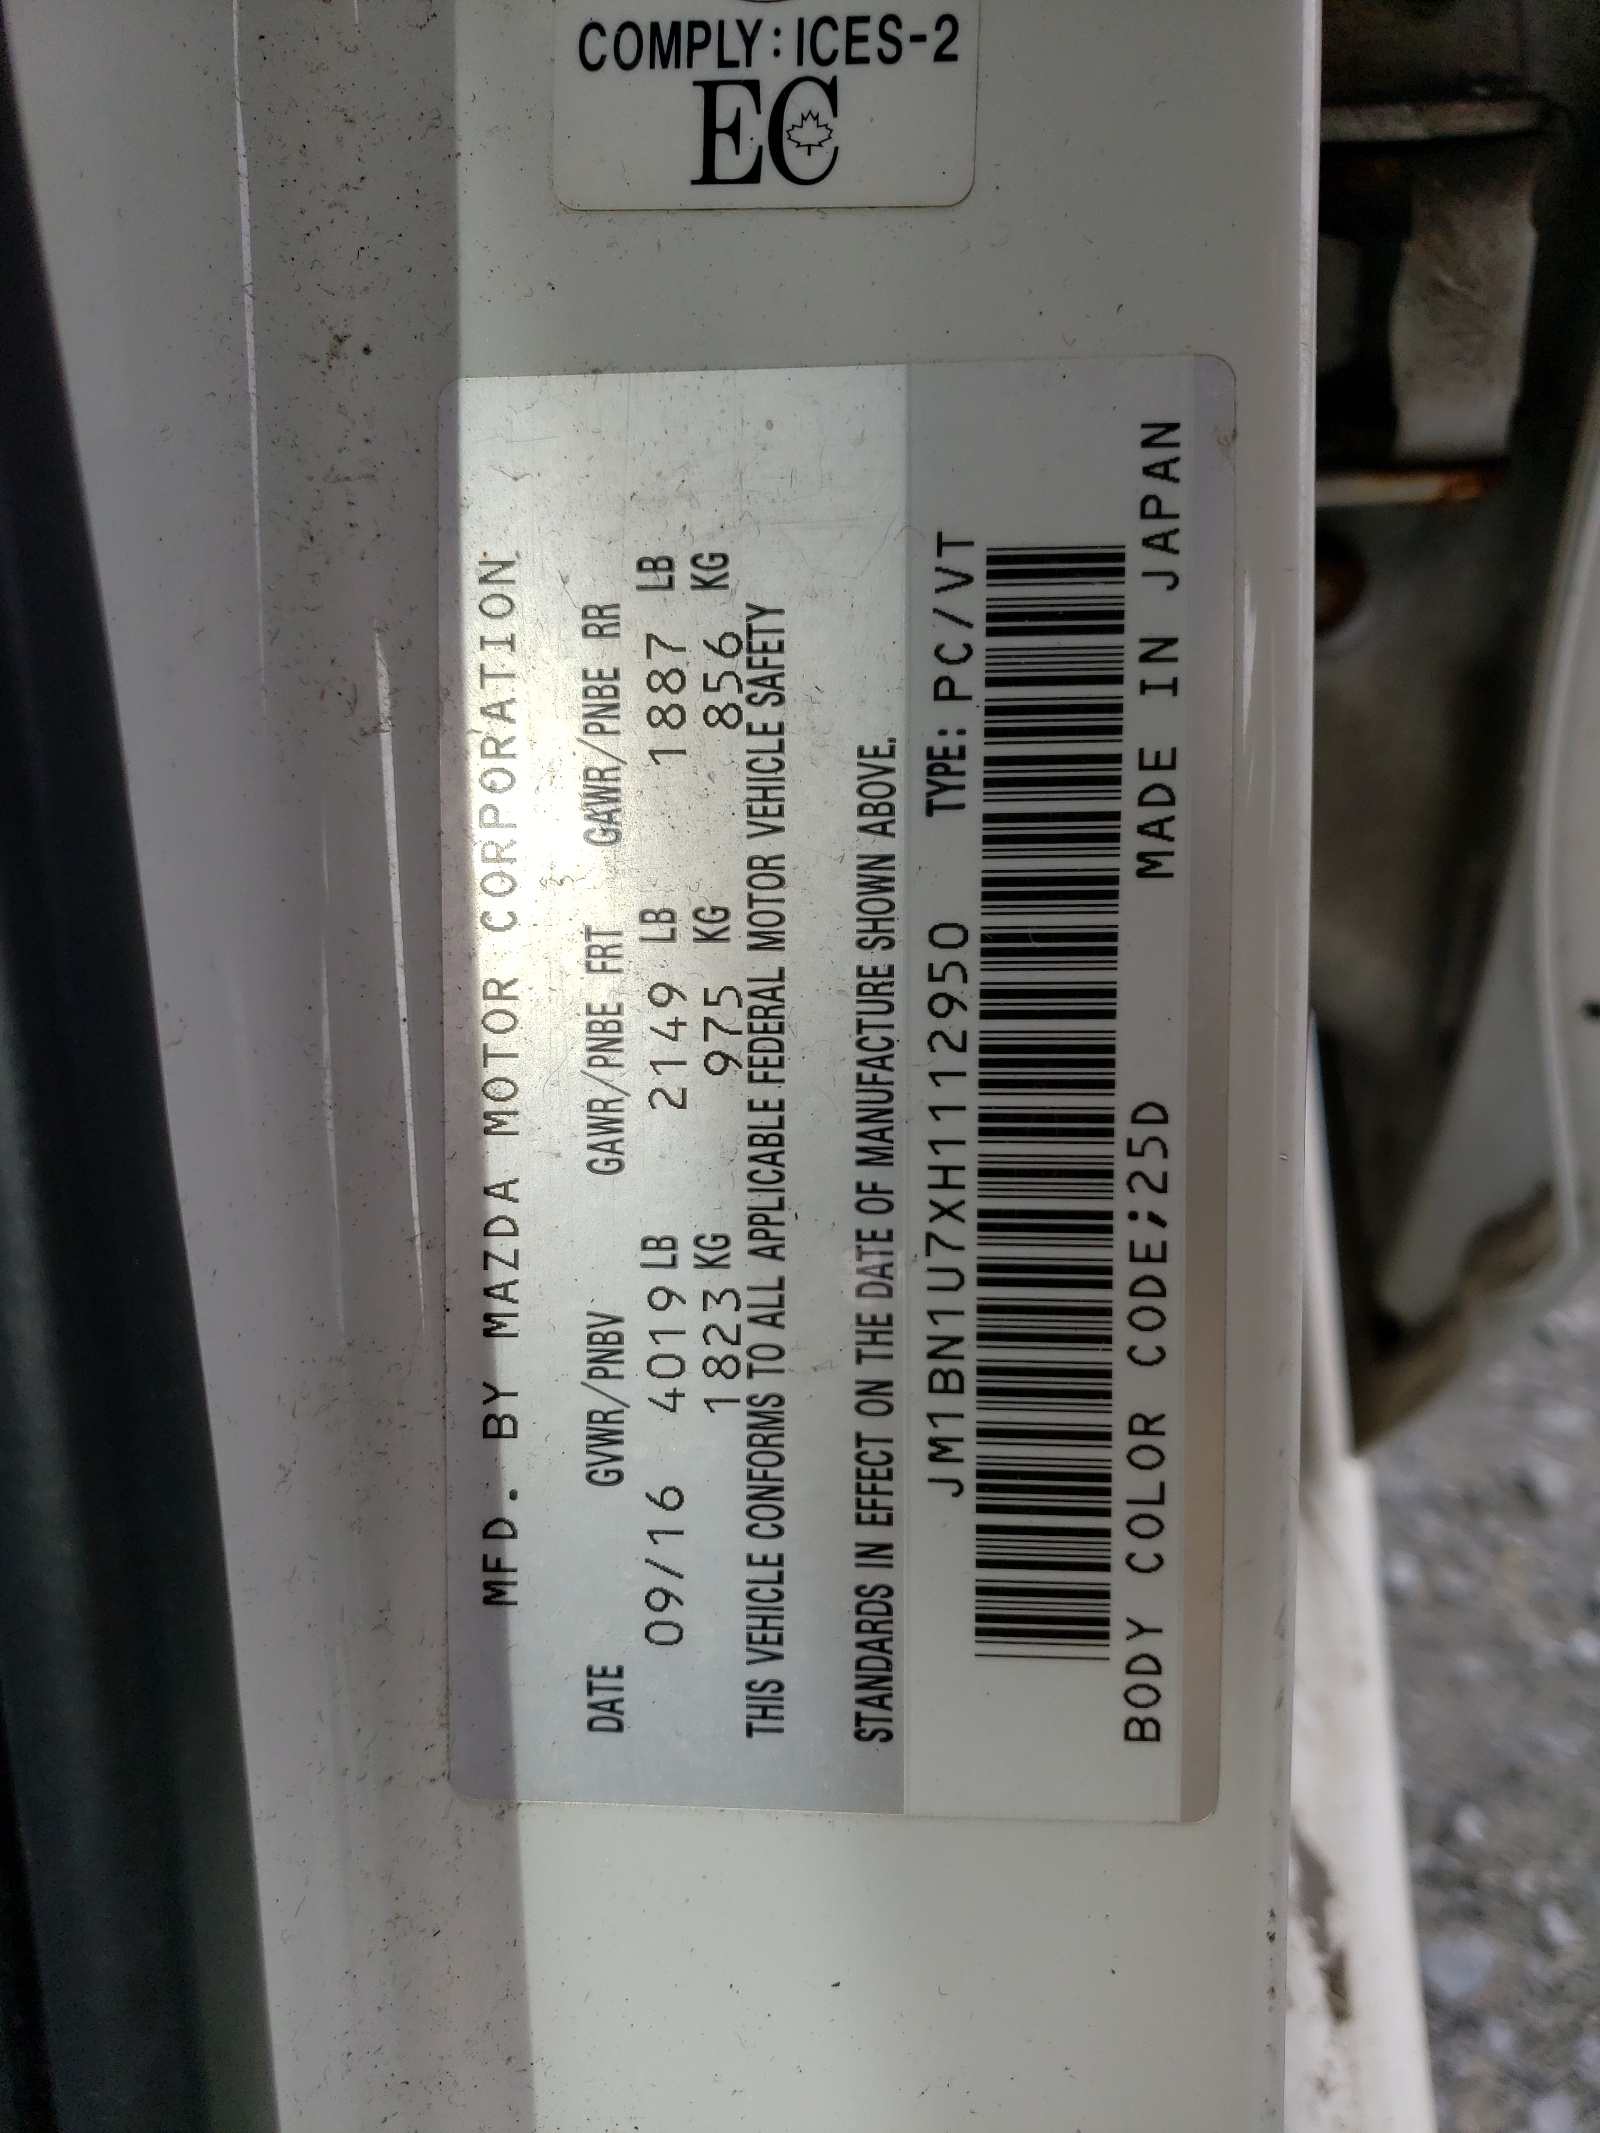 COMPLY: ICES-2
EC
MFD. BY MAZDA MOTOR CORPORATION
DATE GVWR/PNBV GAWR/PNBE FRT GAWR/PNBE RR
09/16 4019 LB 2149 LB 1887 LB
1823 KG 975 KG 856 KG
THIS VEHICLE CONFORMS TO ALL APPLICABLE FEDERAL MOTOR VEHICLE SAFETY
STANDARDS IN EFFECT ON THE DATE OF MANUFACTURE SHOWN ABOVE.
JM1BN1U7XH1112950 TYPE: PC/VT
BODY COLOR CODE;25D MADE IN JAPAN